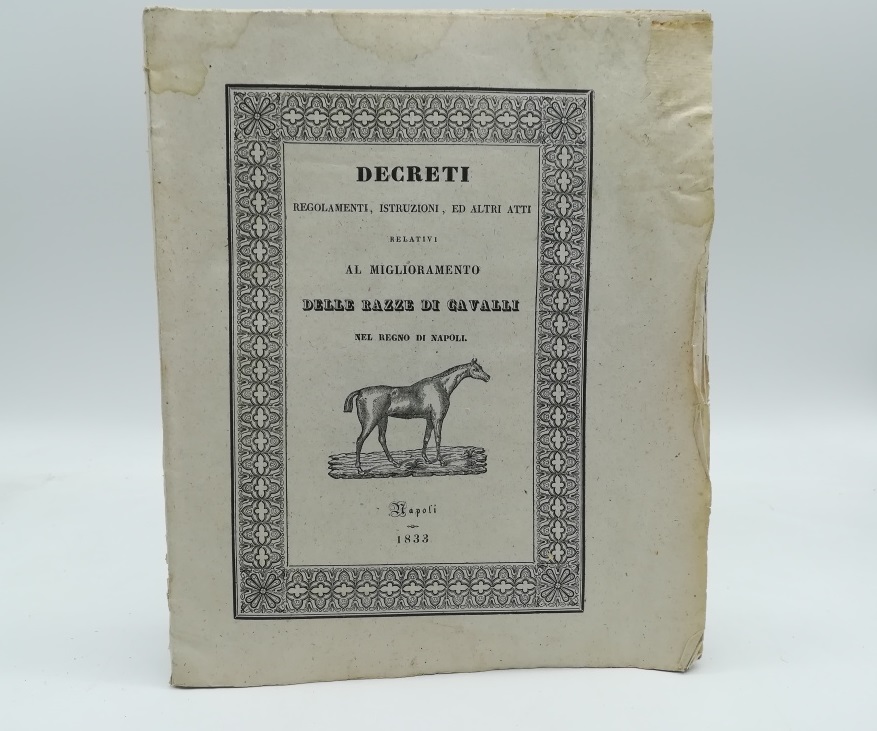 DECRETI
REGOLAMENTI, ISTRUZIONI, ED ALTRI ATTI
RELATIVI
AL MIGLIORAMENTO
DELLE RAZZE DI CAVALLI
NEL REGNO DI NAPOLI.
Napoli
1833